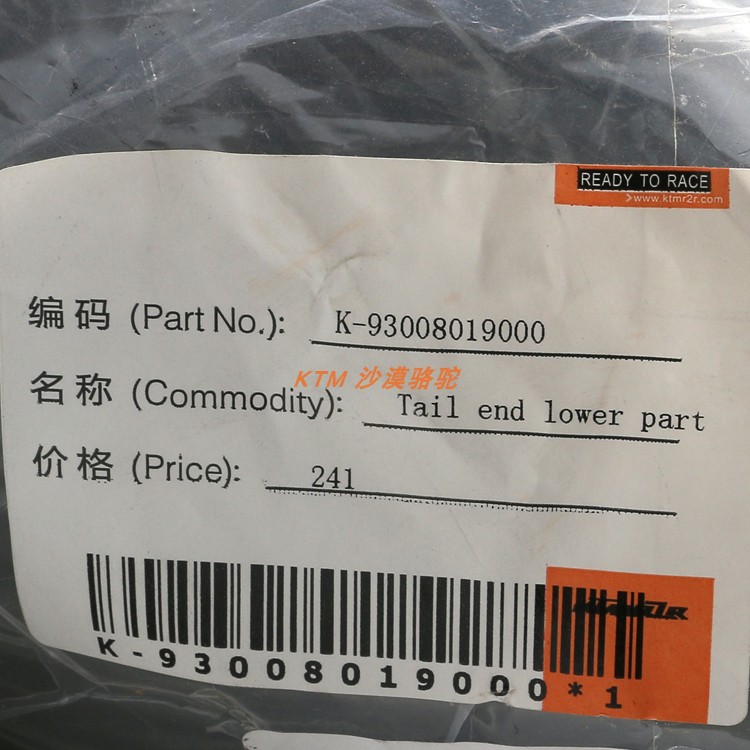 READY TO RACE
www.ktmr2r.com
编码 (Part No.): K-93008019000
KTM 沙漠骆驼
名称 (Commodity): Tail end lower part
价格 (Price): 241
K-93008019000*1